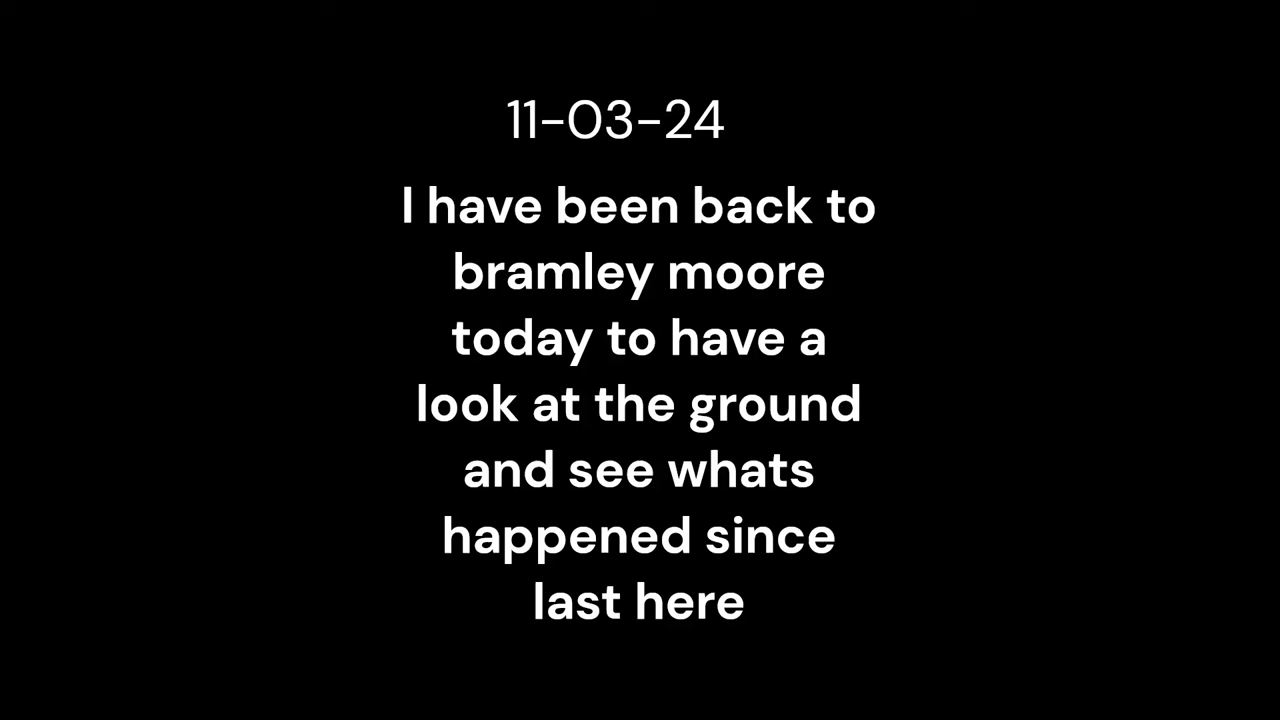 11-03-24
I have been back to
bramley moore
today to have a
look at the ground
and see whats
happened since
last here